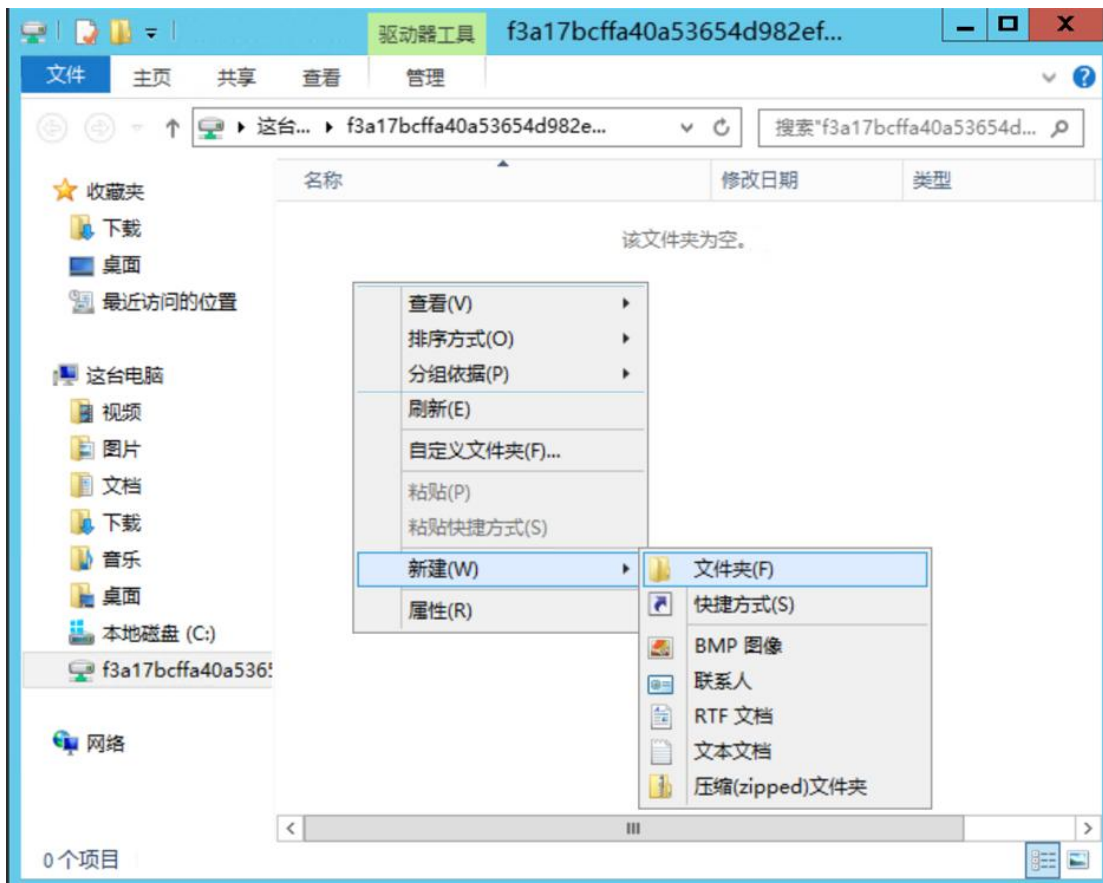 驱动器工具
f3a17bcffa40a53654d982ef...
文件 主页 共享 查看 管理
这台... f3a17bcffa40a53654d982e...
搜索"f3a17bcffa40a53654d...
收藏夹
下载
桌面
最近访问的位置
这台电脑
视频
图片
文档
下载
音乐
桌面
本地磁盘 (C:)
f3a17bcffa40a5365
网络
名称 修改日期 类型
该文件夹为空。
查看(V)
排序方式(O)
分组依据(P)
刷新(E)
自定义文件夹(F)...
粘贴(P)
粘贴快捷方式(S)
新建(W)
属性(R)
文件夹(F)
快捷方式(S)
BMP 图像
联系人
RTF 文档
文本文档
压缩(zipped)文件夹
0 个项目